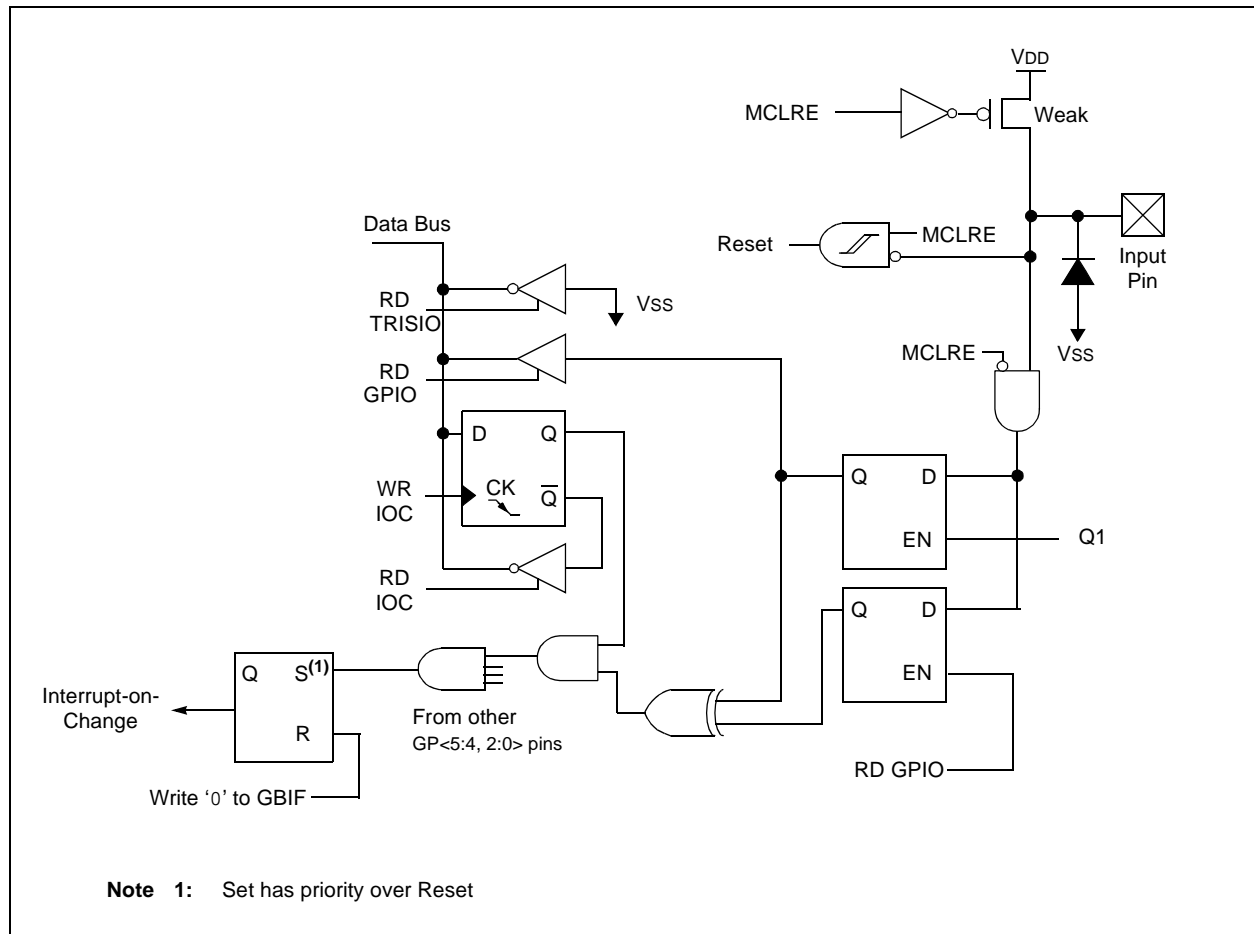 VDD
MCLRE
Weak
Data Bus
Reset
MCLRE
Input
Pin
RD
TRISIO
VSS
VSS
RD
GPIO
MCLRE
D
Q
Q
D
WR
IOC
CK
Q̅
EN
Q1
RD
IOC
Q
D
EN
Q
S(1)
Interrupt-on-
Change
R
From other
GP<5:4, 2:0> pins
RD GPIO
Write ‘0’ to GBIF
Note 1: Set has priority over Reset